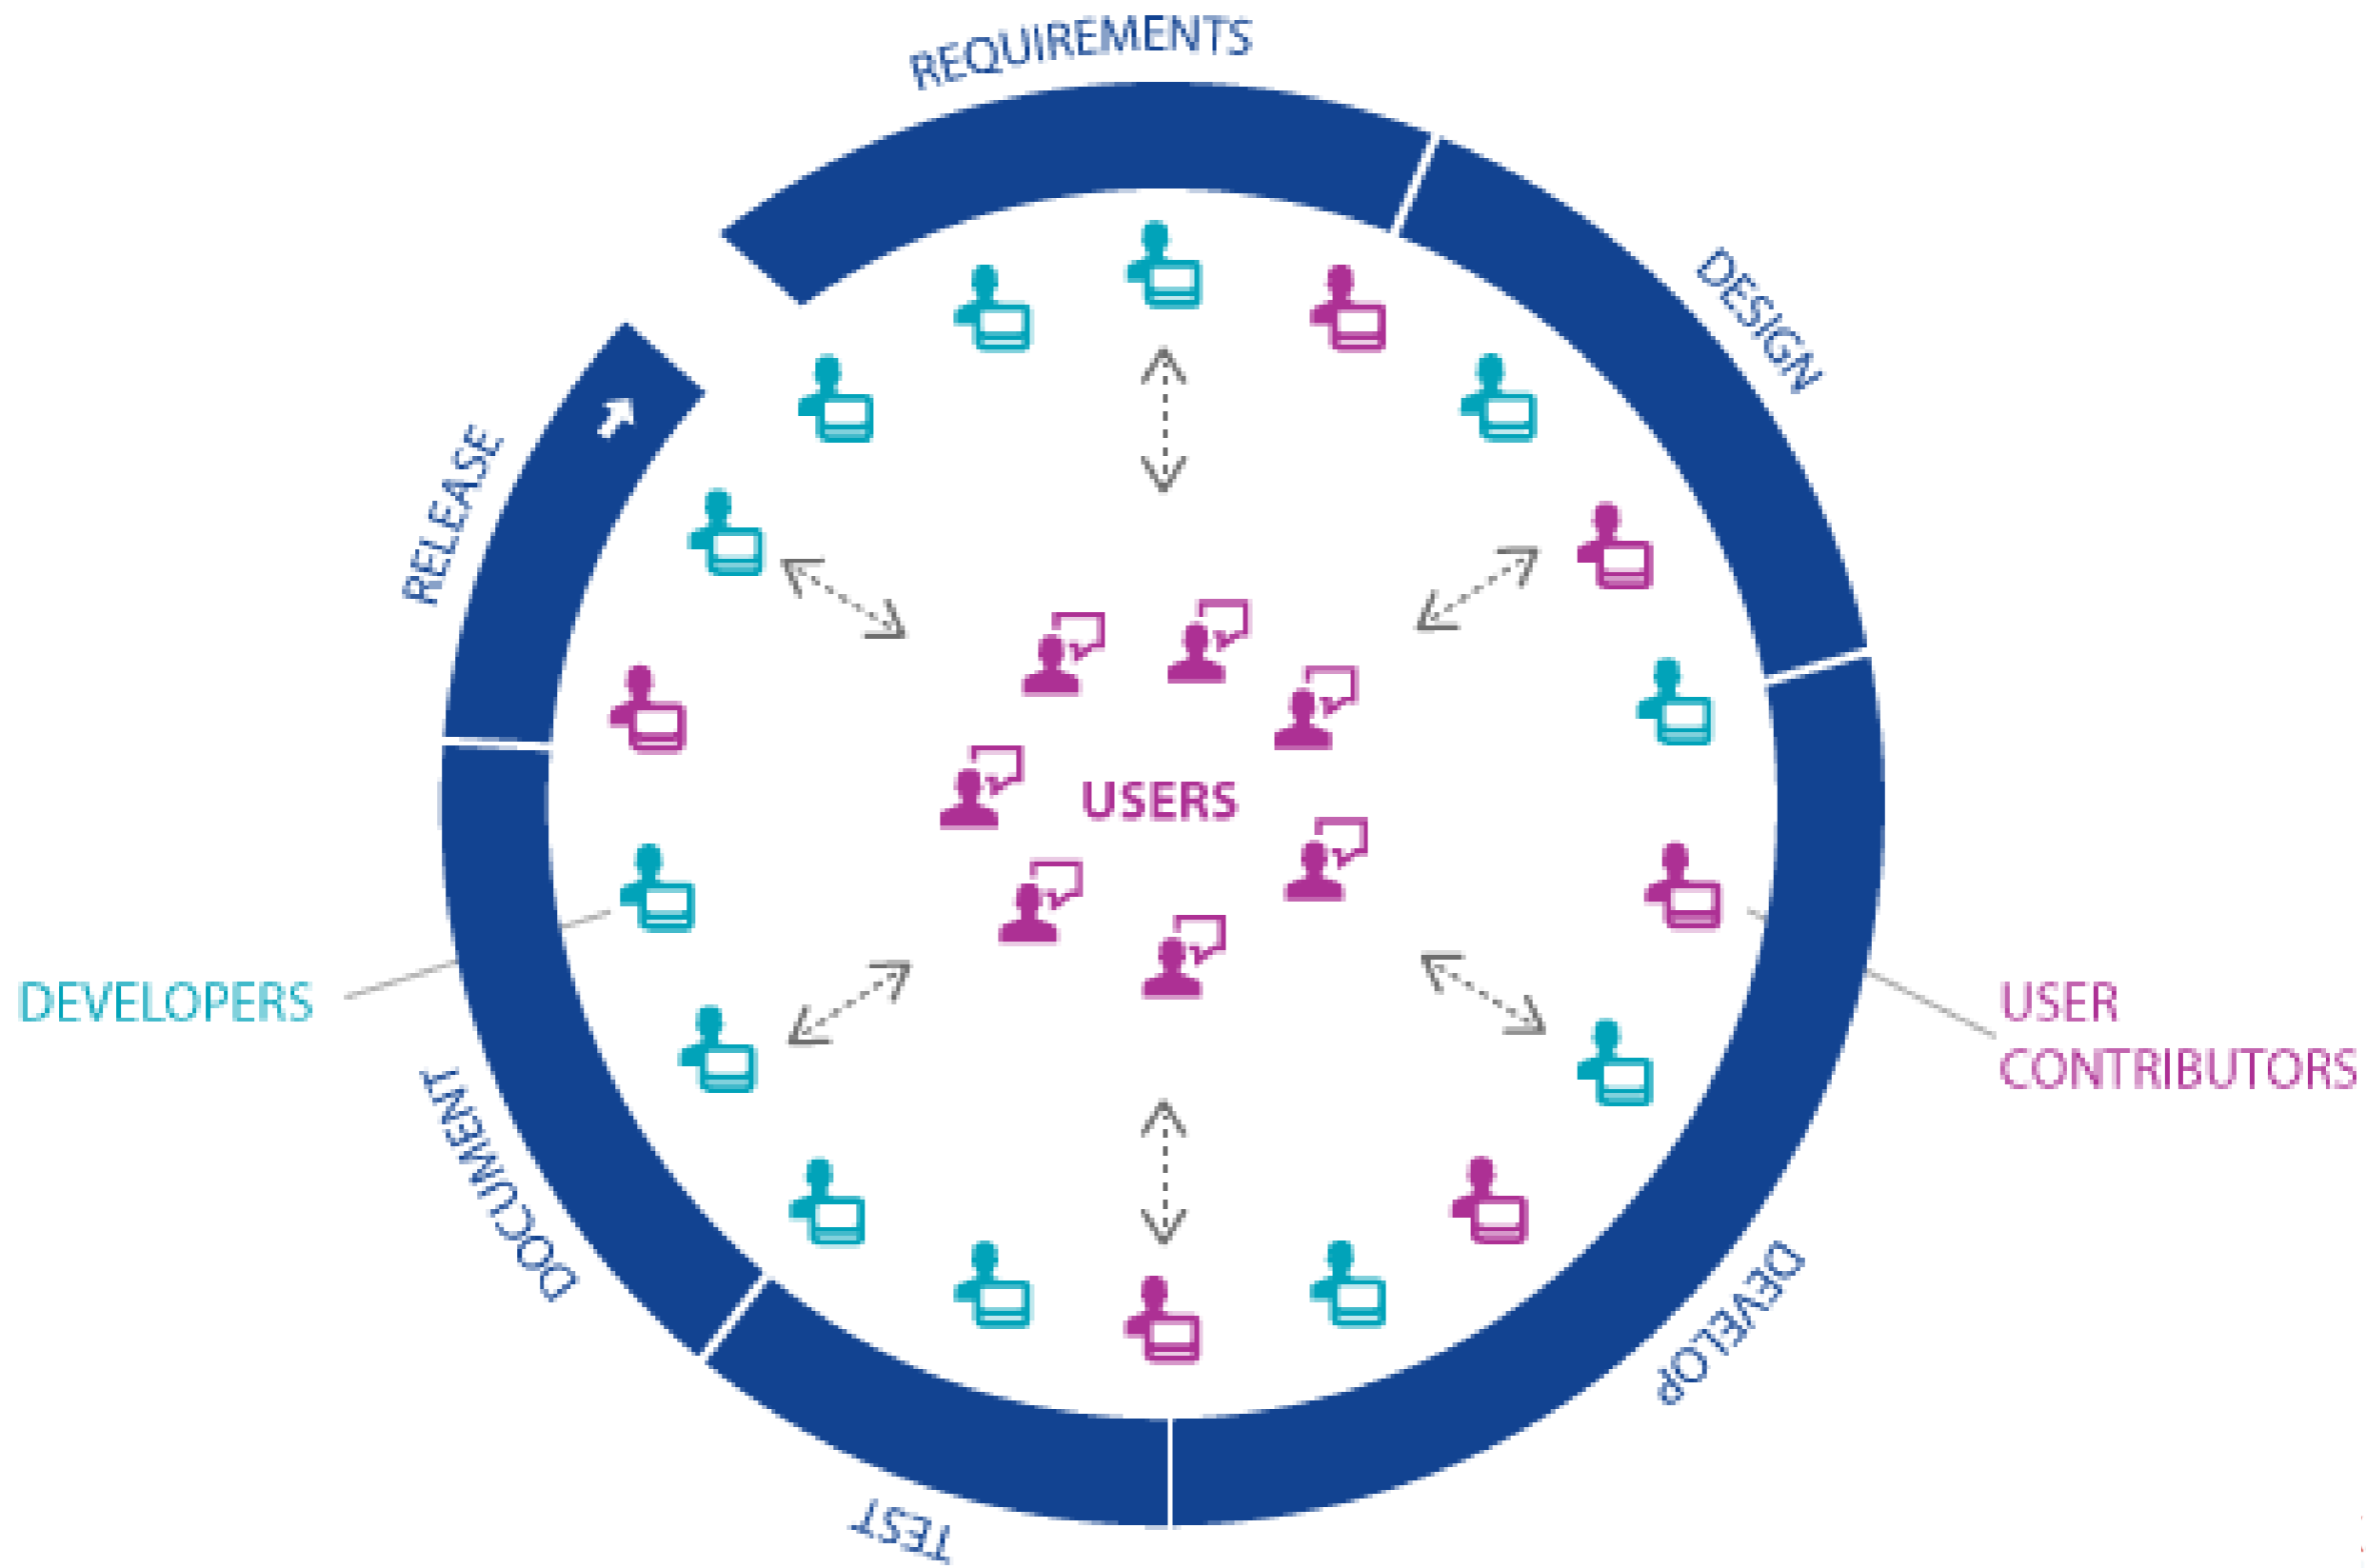 REQUIREMENTS
DESIGN
RELEASE
USERS
DEVELOPERS
USER
CONTRIBUTORS
DOCUMENT
DEVELOP
TEST